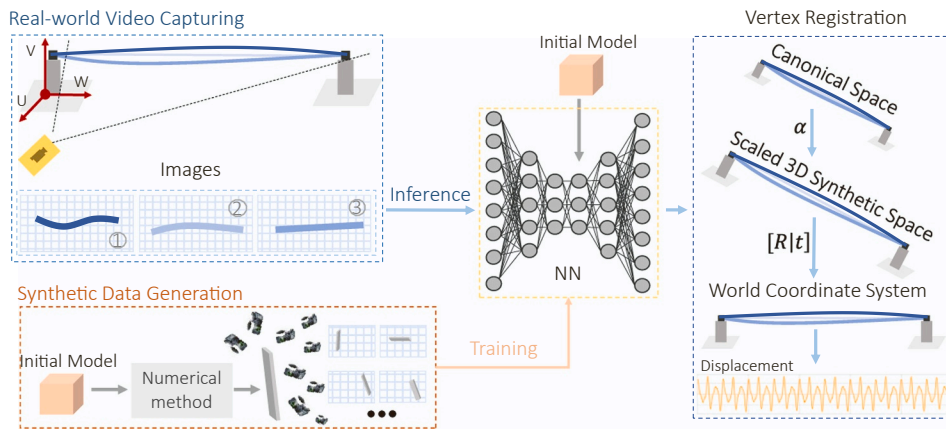 Real-world Video Capturing
V
W
U
Images
①
②
③
Inference
Initial Model
NN
Synthetic Data Generation
Initial Model
Numerical
method
Training
Vertex Registration
Canonical Space
α
Scaled 3D Synthetic Space
[R|t]
World Coordinate System
Displacement